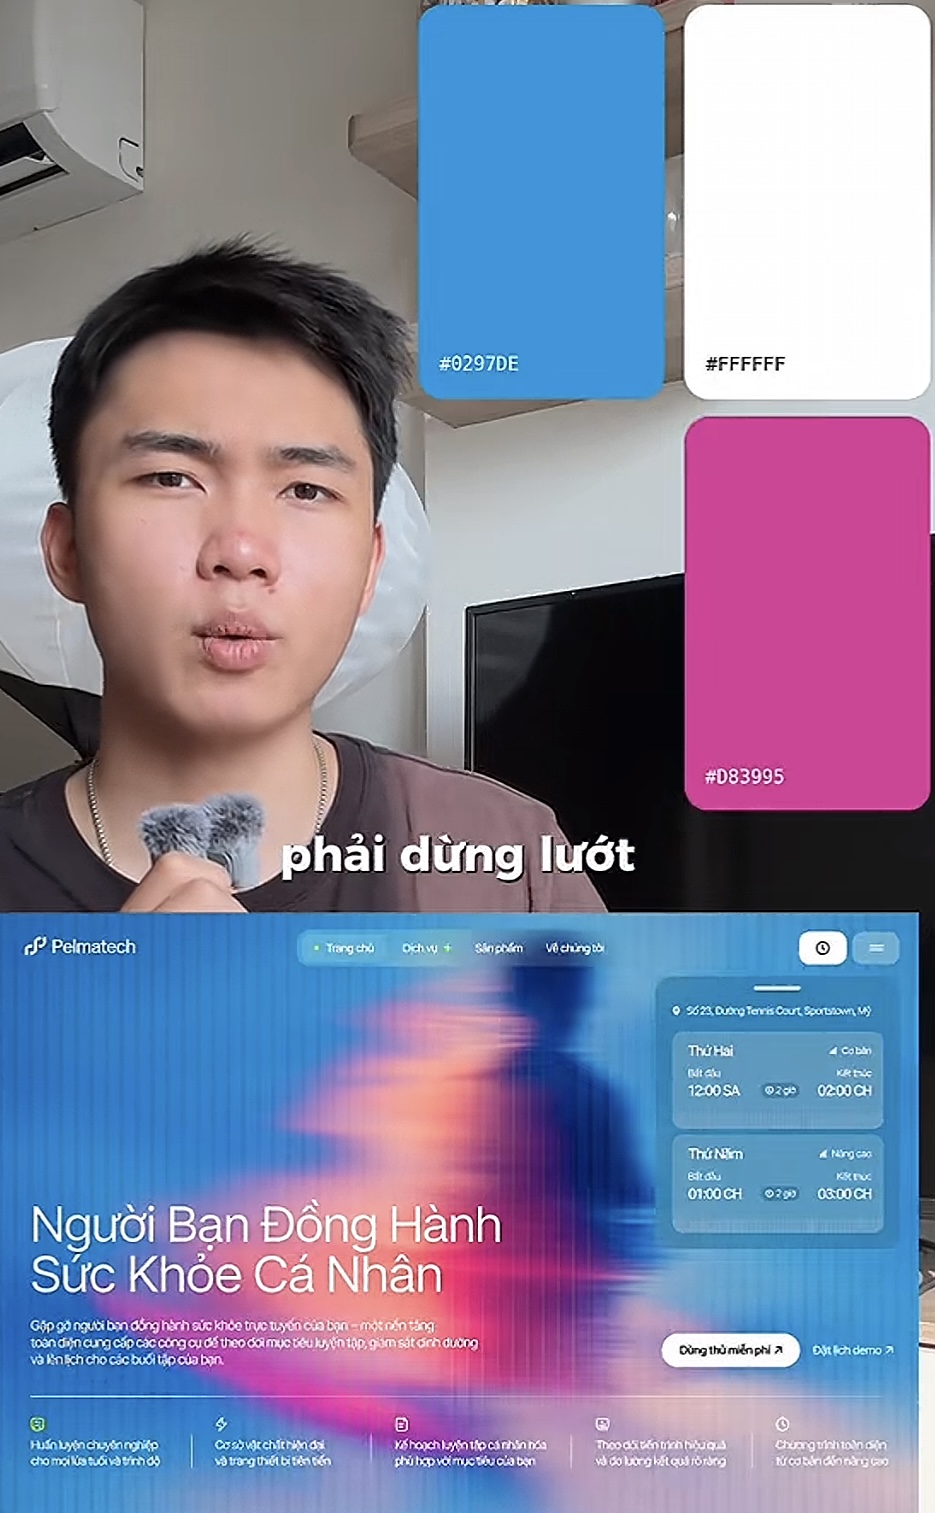 #0297DE
#FFFFFF
#D83995
phải dừng lướt
Pelmatech
Trang chủ
Dịch vụ +
Sản phẩm
Về chúng tôi
Số 23, Đường Tennis Court, Sportstown, Mỹ
Thứ Hai
Cơ bản
Bắt đầu
Kết thúc
12:00 SA
2 giờ
02:00 CH
Thứ Năm
Nâng cao
Bắt đầu
Kết thúc
01:00 CH
2 giờ
03:00 CH
Người Bạn Đồng Hành
Sức Khỏe Cá Nhân
Gặp gỡ người bạn đồng hành sức khỏe trực tuyến của bạn – một nền tảng
toàn diện cung cấp các công cụ để theo dõi mục tiêu luyện tập, giám sát dinh dưỡng
và lên lịch cho các buổi tập của bạn.
Dùng thử miễn phí ↗
Đặt lịch demo ↗
Huấn luyện chuyên nghiệp
cho mọi lứa tuổi và trình độ
Cơ sở vật chất hiện đại
và trang thiết bị tiên tiến
Kế hoạch luyện tập cá nhân hóa
phù hợp với mục tiêu của bạn
Theo dõi tiến trình hiệu quả
và đo lường kết quả rõ ràng
Chương trình toàn diện
từ cơ bản đến nâng cao